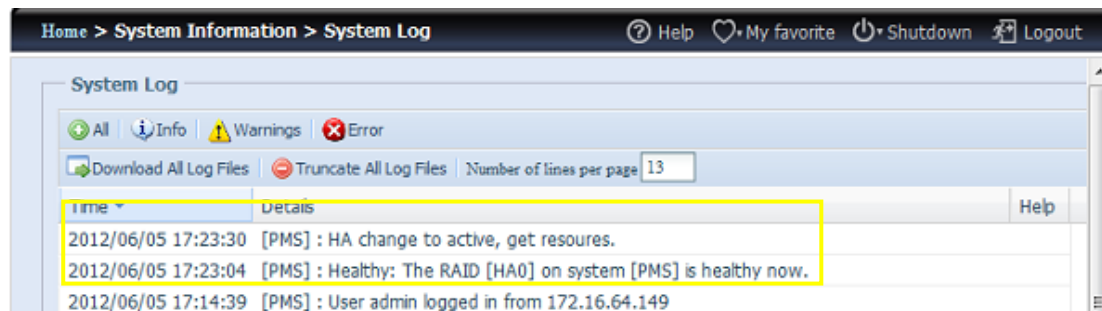 Home > System Information > System Log Help My favorite Shutdown Logout
System Log
All Info Warnings Error
Download All Log Files Truncate All Log Files Number of lines per page 13
Time Details Help
2012/06/05 17:23:30 [PMS] : HA change to active, get resoures.
2012/06/05 17:23:04 [PMS] : Healthy: The RAID [HA0] on system [PMS] is healthy now.
2012/06/05 17:14:39 [PMS] : User admin logged in from 172.16.64.149